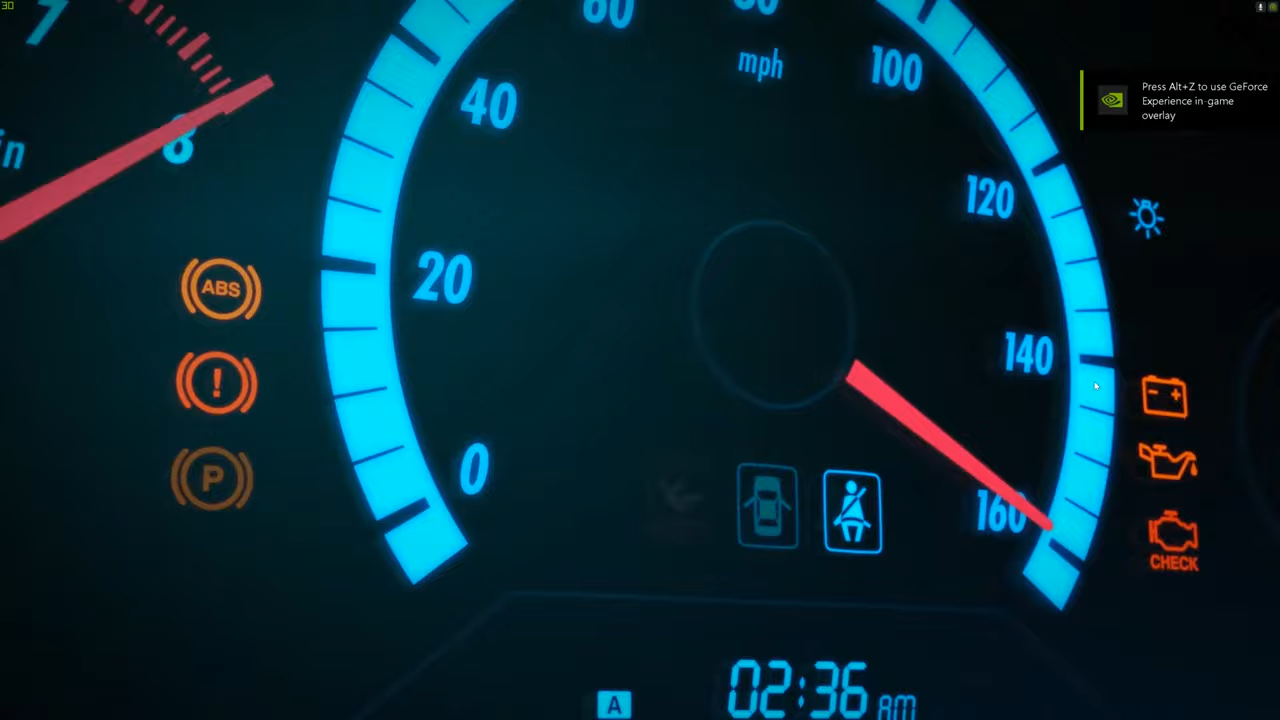 30
7
60
80
mph
100
40
Press Alt+Z to use GeForce
Experience in-game
overlay
in
8
120
20
ABS
!
140
- +
P
0
160
CHECK
02:36 AM
A